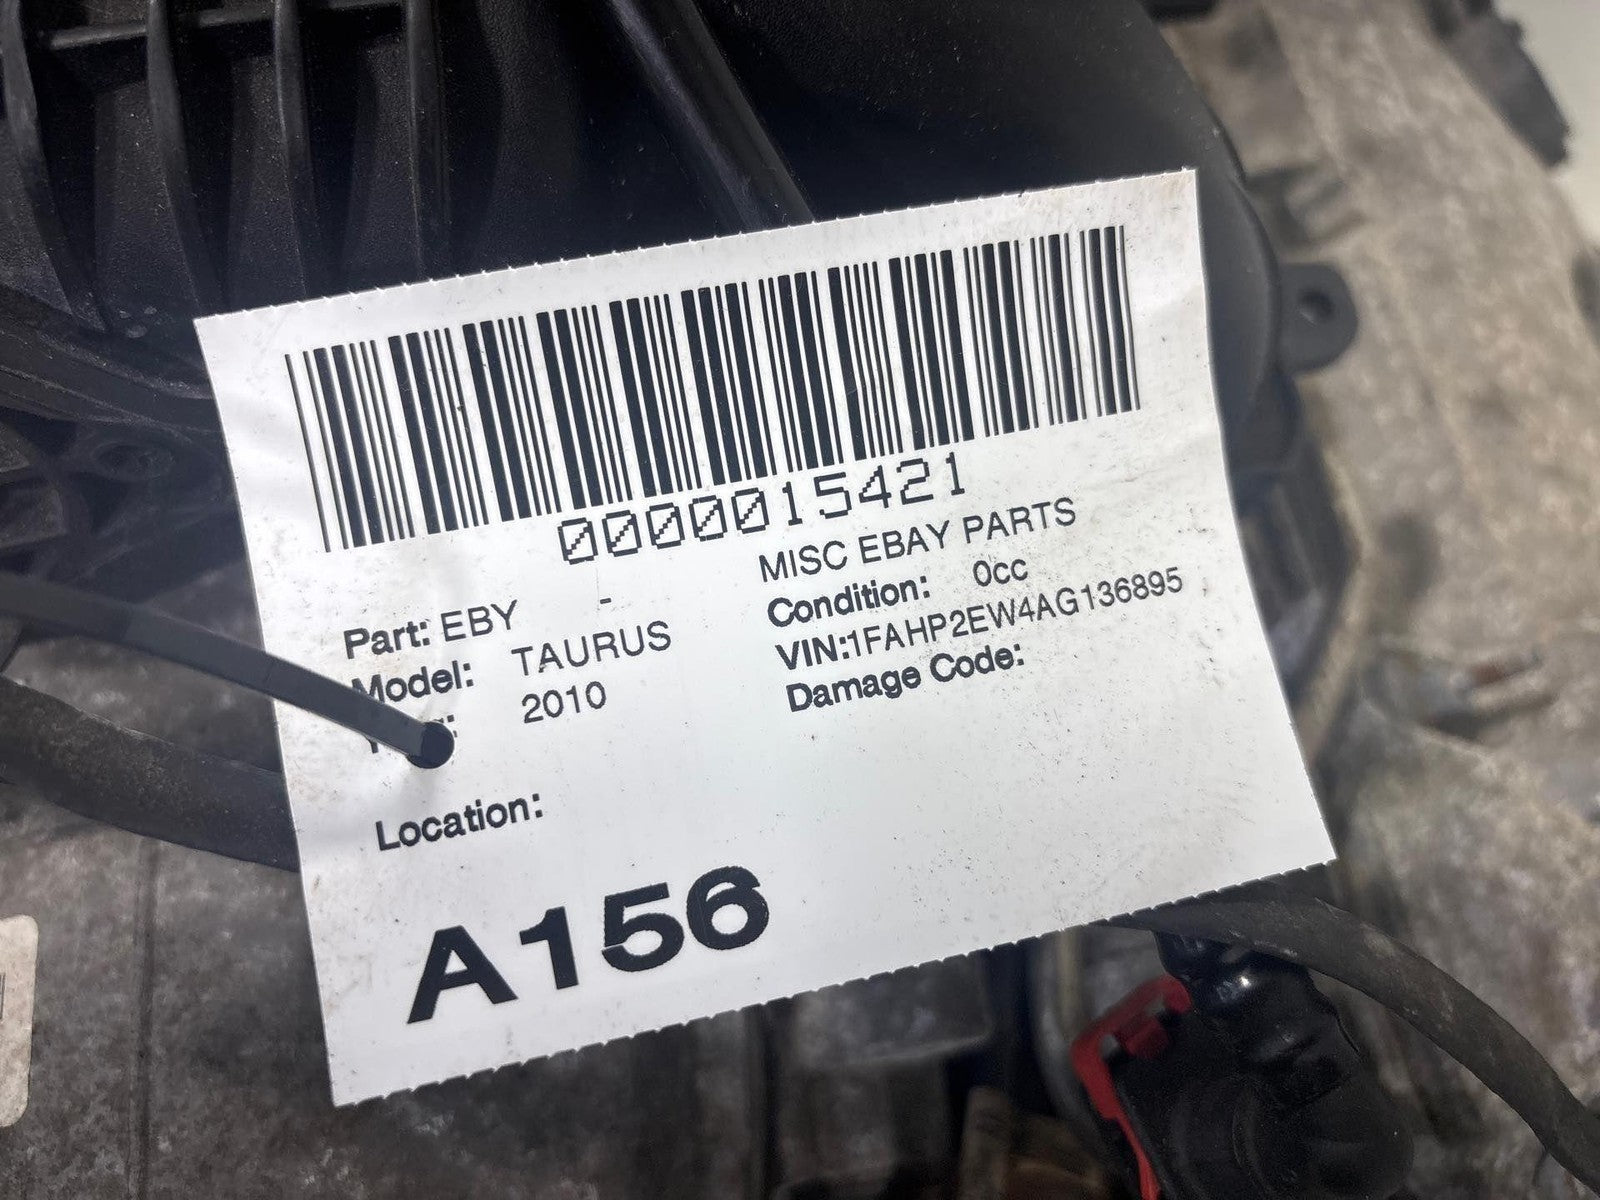 0000015421
MISC EBAY PARTS
Part: EBY -
Condition: 0cc
Model: TAURUS
VIN:1FAHP2EW4AG136895
2010
Damage Code:
Location:
A156